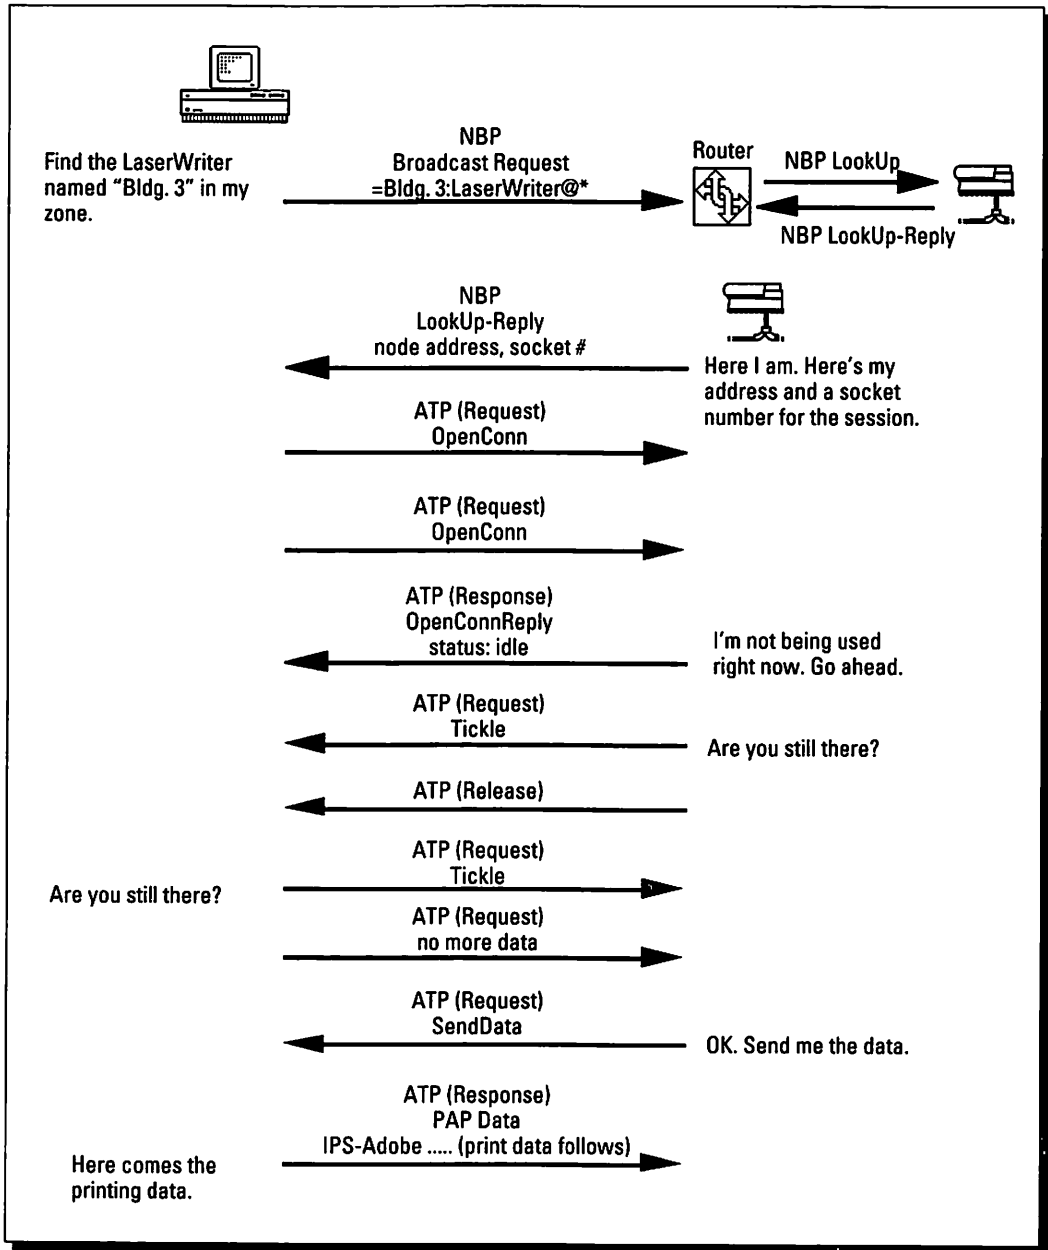 NBP
Broadcast Request
=Bldg. 3:LaserWriter@*
Find the LaserWriter
named “Bldg. 3” in my
zone.
Router
NBP LookUp
NBP LookUp-Reply
NBP
LookUp-Reply
node address, socket #
Here I am. Here's my
address and a socket
number for the session.
ATP (Request)
OpenConn
ATP (Request)
OpenConn
ATP (Response)
OpenConnReply
status: idle
I'm not being used
right now. Go ahead.
ATP (Request)
Tickle
Are you still there?
ATP (Release)
ATP (Request)
Tickle
Are you still there?
ATP (Request)
no more data
ATP (Request)
SendData
OK. Send me the data.
ATP (Response)
PAP Data
IPS-Adobe ..... (print data follows)
Here comes the
printing data.